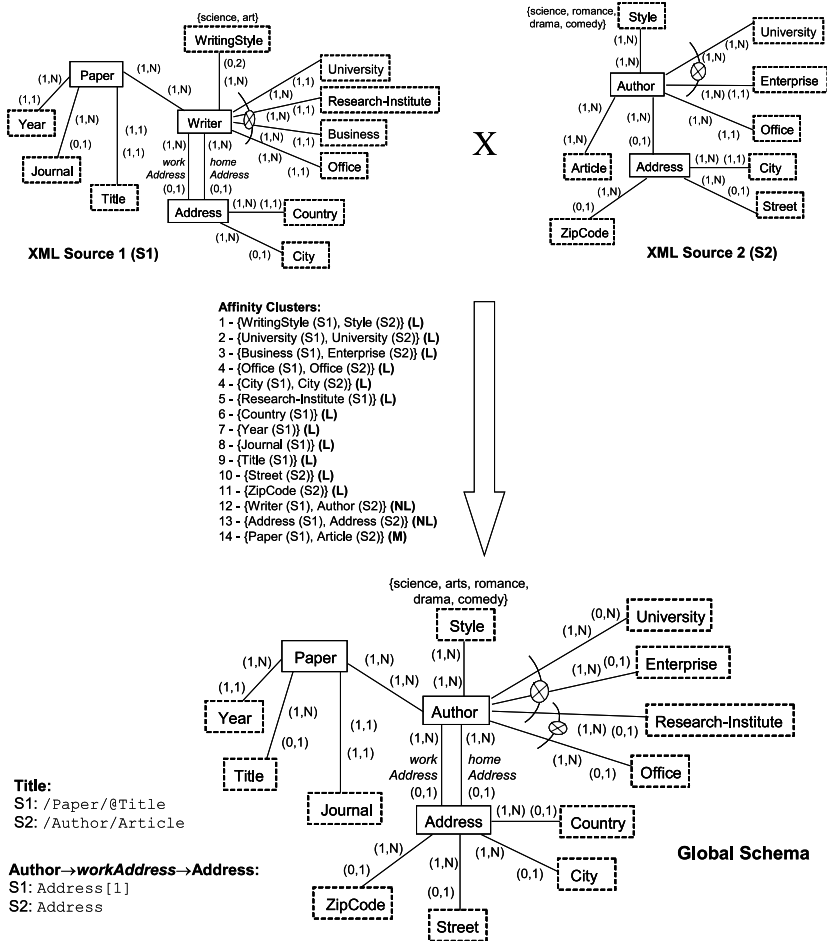 {science, art}
WritingStyle
(0,2)
(1,N)
Paper
(1,N)
(1,N)
(1,N)
(1,1)
Year
(1,N)
(0,1)
Journal
(1,1)
(1,1)
Title
Writer
(1,N)
(1,1)
University
(1,N)
(1,1)
Research-Institute
(1,N)
(1,1)
Business
(1,N)
(1,1)
Office
(1,N)
(1,N)
work
Address
home
Address
(0,1)
(0,1)
Address
(1,N)
(1,1)
Country
(1,N)
(0,1)
City
XML Source 1 (S1)
X
{science, romance,
drama, comedy}
Style
(1,N)
(1,N)
Author
(1,N)
(1,N)
(1,N)
(1,N)
University
(1,N)
(1,1)
Enterprise
(1,N)
(1,1)
Office
(1,N)
(1,N)
Article
(1,N)
(0,1)
Address
(1,N)
(1,1)
City
(1,N)
(0,1)
Street
(1,N)
(0,1)
ZipCode
XML Source 2 (S2)
Affinity Clusters:
1 - {WritingStyle (S1), Style (S2)} (L)
2 - {University (S1), University (S2)} (L)
3 - {Business (S1), Enterprise (S2)} (L)
4 - {Office (S1), Office (S2)} (L)
4 - {City (S1), City (S2)} (L)
5 - {Research-Institute (S1)} (L)
6 - {Country (S1)} (L)
7 - {Year (S1)} (L)
8 - {Journal (S1)} (L)
9 - {Title (S1)} (L)
10 - {Street (S2)} (L)
11 - {ZipCode (S2)} (L)
12 - {Writer (S1), Author (S2)} (NL)
13 - {Address (S1), Address (S2)} (NL)
14 - {Paper (S1), Article (S2)} (M)
{science, arts, romance,
drama, comedy}
Style
(1,N)
(1,N)
Paper
(1,N)
(1,N)
(1,N)
(1,1)
Year
(1,N)
(0,1)
Title
(1,1)
(1,1)
Journal
Author
(0,N)
(1,N)
University
(1,N)
(0,1)
Enterprise
(1,N)
(0,1)
Research-Institute
(1,N)
(0,1)
Office
(1,N)
(1,N)
work
Address
home
Address
(0,1)
(0,1)
Address
(1,N)
(0,1)
Country
(1,N)
(0,1)
City
(1,N)
(0,1)
ZipCode
(1,N)
(0,1)
Street
Global Schema
Title:
S1: /Paper/@Title
S2: /Author/Article
Author→workAddress→Address:
S1: Address[1]
S2: Address